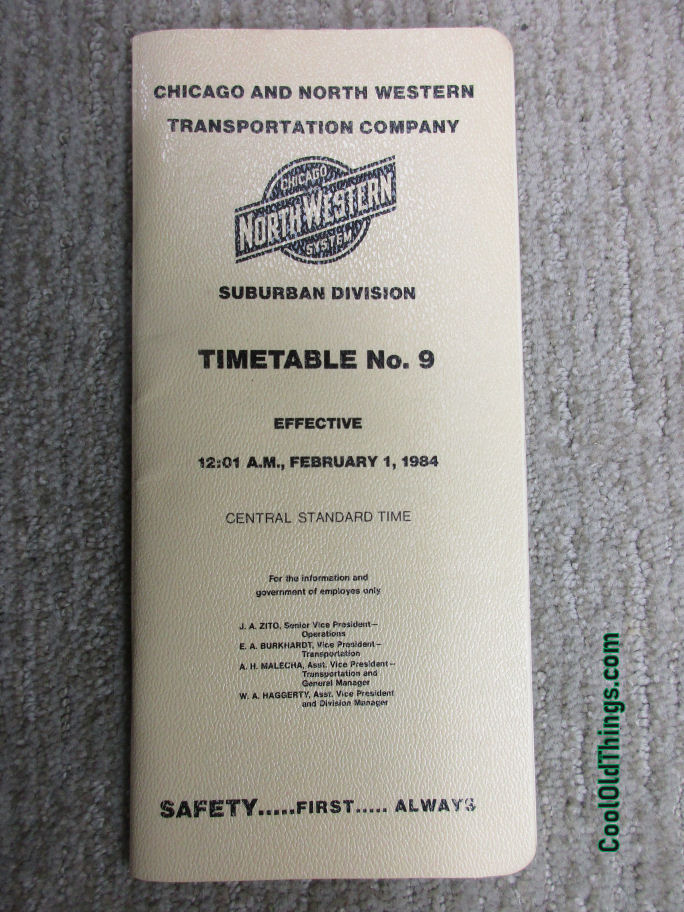 CHICAGO AND NORTH WESTERN
TRANSPORTATION COMPANY
CHICAGO
NORTH WESTERN
SYSTEM
SUBURBAN DIVISION
TIMETABLE No. 9
EFFECTIVE
12:01 A.M., FEBRUARY 1, 1984
CENTRAL STANDARD TIME
For the information and
government of employes only
J. A. ZITO, Senior Vice President—
Operations
E. A. BURKHARDT, Vice President—
Transportation
A. H. MALECHA, Asst. Vice President—
Transportation and
General Manager
W. A. HAGGERTY, Asst. Vice President
and Division Manager
SAFETY.....FIRST..... ALWAYS
CoolOldThings.com